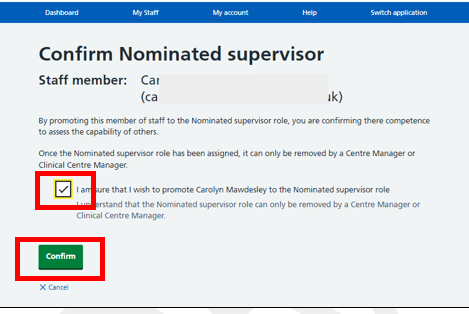 Dashboard My Staff My account Help Switch application
Confirm Nominated supervisor
Staff member: Car
(ca uk)
By promoting this member of staff to the Nominated supervisor role, you are confirming there competence
to assess the capability of others.
Once the Nominated supervisor role has been assigned, it can only be removed by a Centre Manager or
Clinical Centre Manager.
I am sure that I wish to promote Carolyn Mawdesley to the Nominated supervisor role
I understand that the Nominated supervisor role can only be removed by a Centre Manager or
Clinical Centre Manager.
Confirm
Cancel